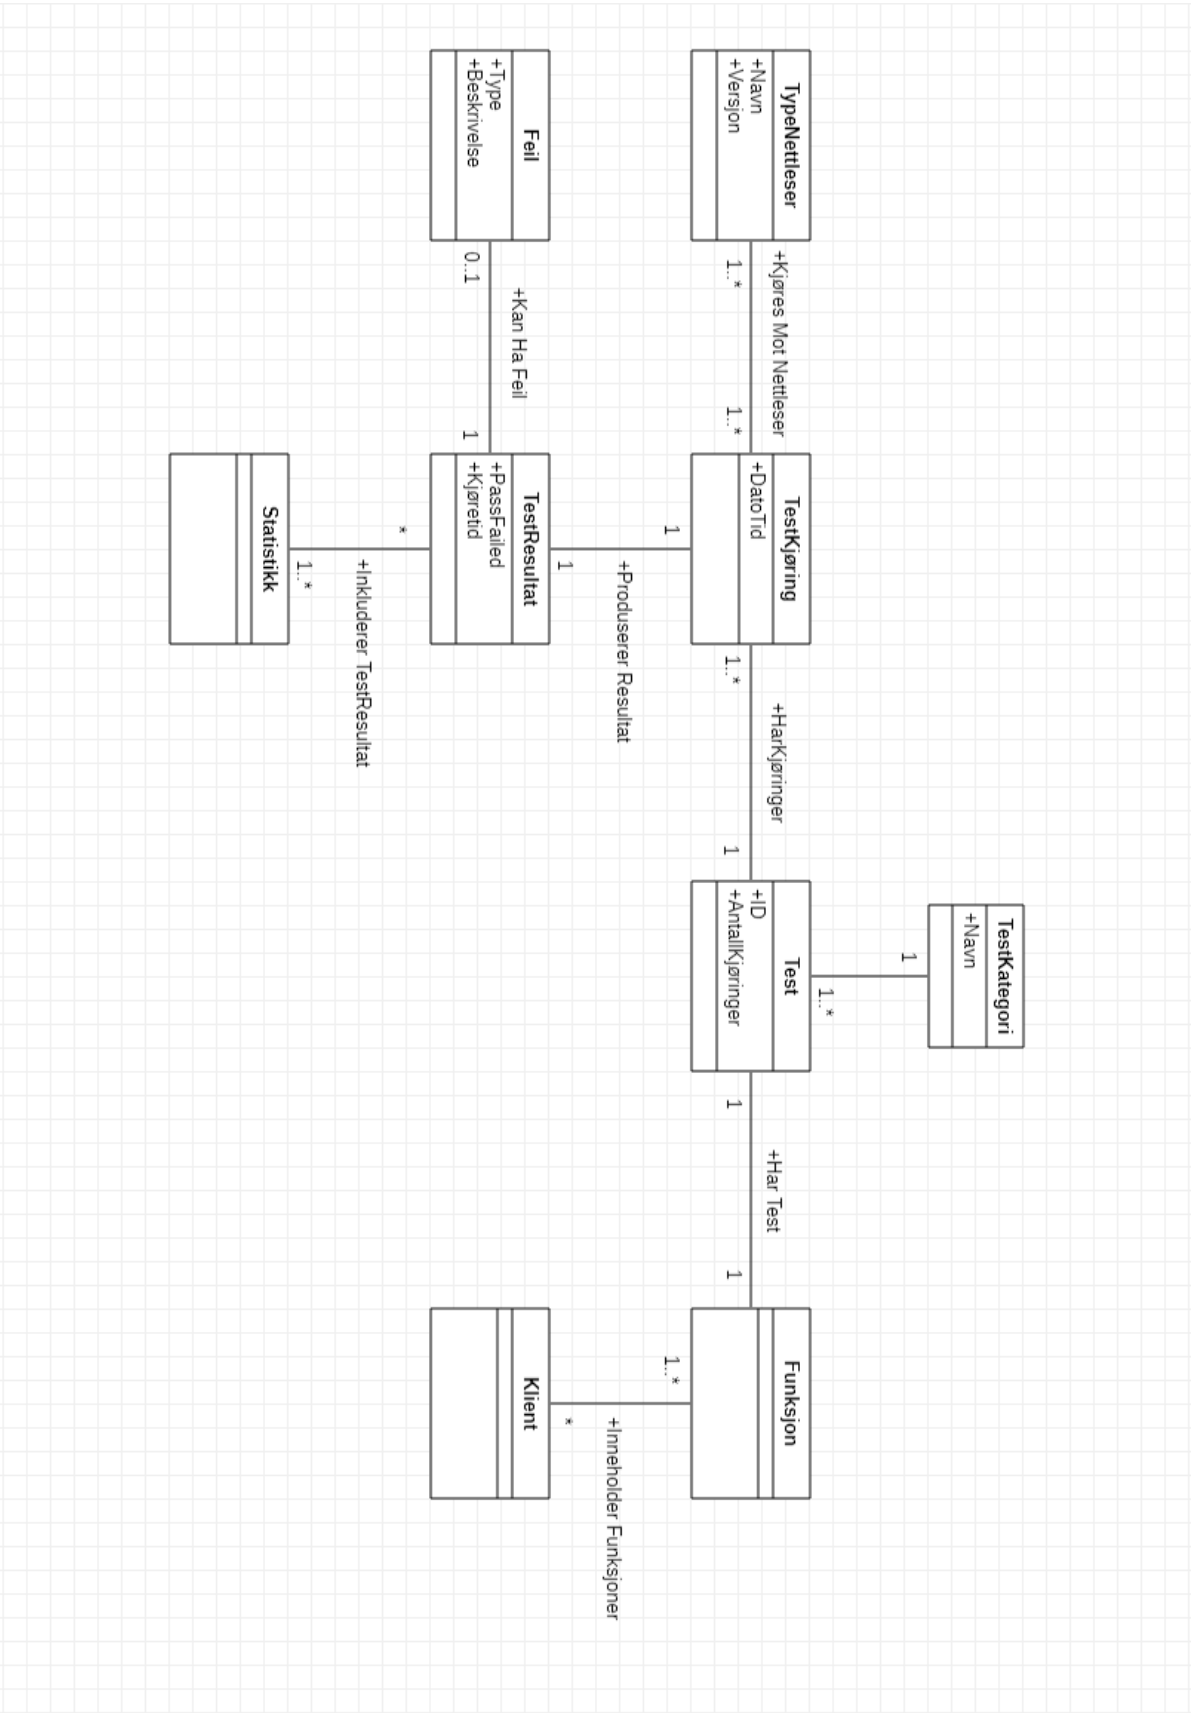 TestKategori
+Navn
1
1..*
TypeNettleser
+Navn
+Versjon
+Kjøres Mot Nettleser
1..*
1..*
TestKjøring
+DatoTid
+HarKjøringer
1..*
1
Test
+ID
+AntallKjøringer
+Har Test
1
1
Funksjon
1
+Produserer Resultat
1
1..*
+Inneholder Funksjoner
*
Feil
+Type
+Beskrivelse
+Kan Ha Feil
0..1
1
TestResultat
+PassFailed
+Kjøretid
Klient
*
+Inkluderer TestResultat
1..*
Statistikk